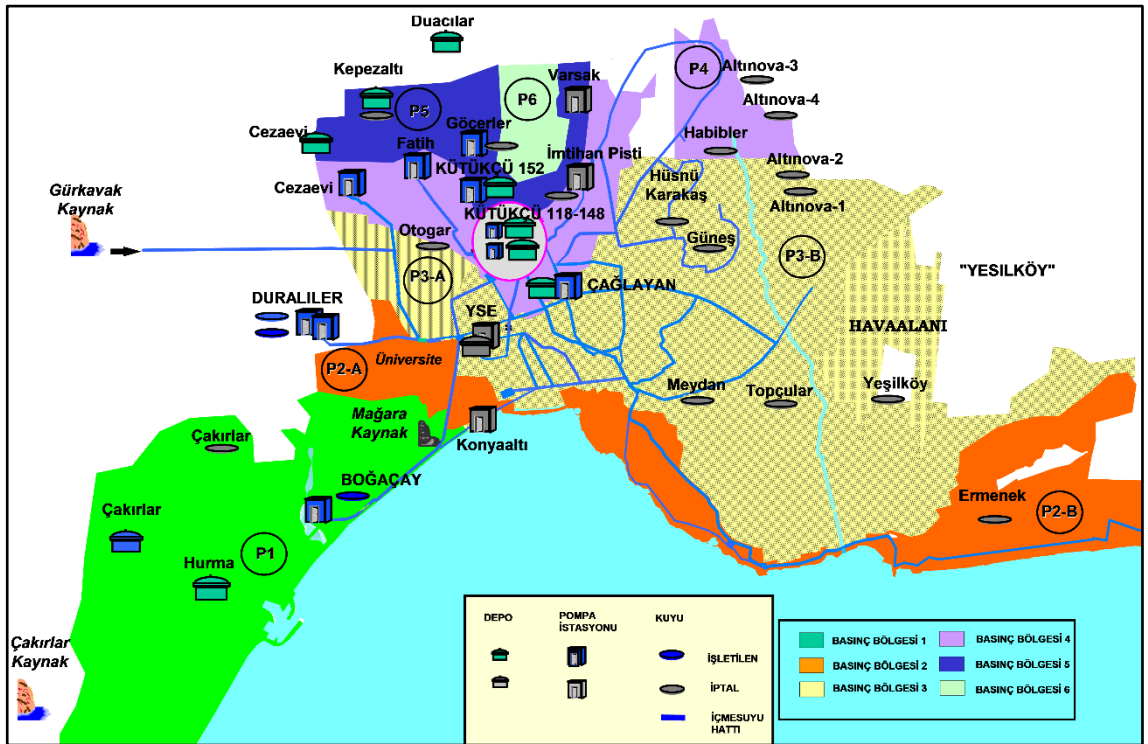 Duacılar
Kepezaltı
P5
P6
Varsak
P4
Altınova-3
Altınova-4
Cezaevi
Göçerler
Fatih
Habibler
İmtihan Pisti
KÜTÜKÇÜ 152
Altınova-2
Cezaevi
Hüsnü
Karakaş
Altınova-1
Gürkavak
Kaynak
KÜTÜKÇÜ 118-148
Otogar
Güneş
P3-B
P3-A
"YESILKÖY"
DURALILER
ÇAĞLAYAN
YSE
HAVAALANI
Üniversite
P2-A
Meydan
Topçular
Yeşilköy
Mağara
Kaynak
Konyaaltı
Çakırlar
BOĞAÇAY
Ermenek
P2-B
Çakırlar
P1
Hurma
Çakırlar
Kaynak
DEPO
POMPA
İSTASYONU
KUYU
İŞLETİLEN
İPTAL
İÇMESUYU
HATTI
BASINÇ BÖLGESİ 1
BASINÇ BÖLGESİ 4
BASINÇ BÖLGESİ 2
BASINÇ BÖLGESİ 5
BASINÇ BÖLGESİ 3
BASINÇ BÖLGESİ 6